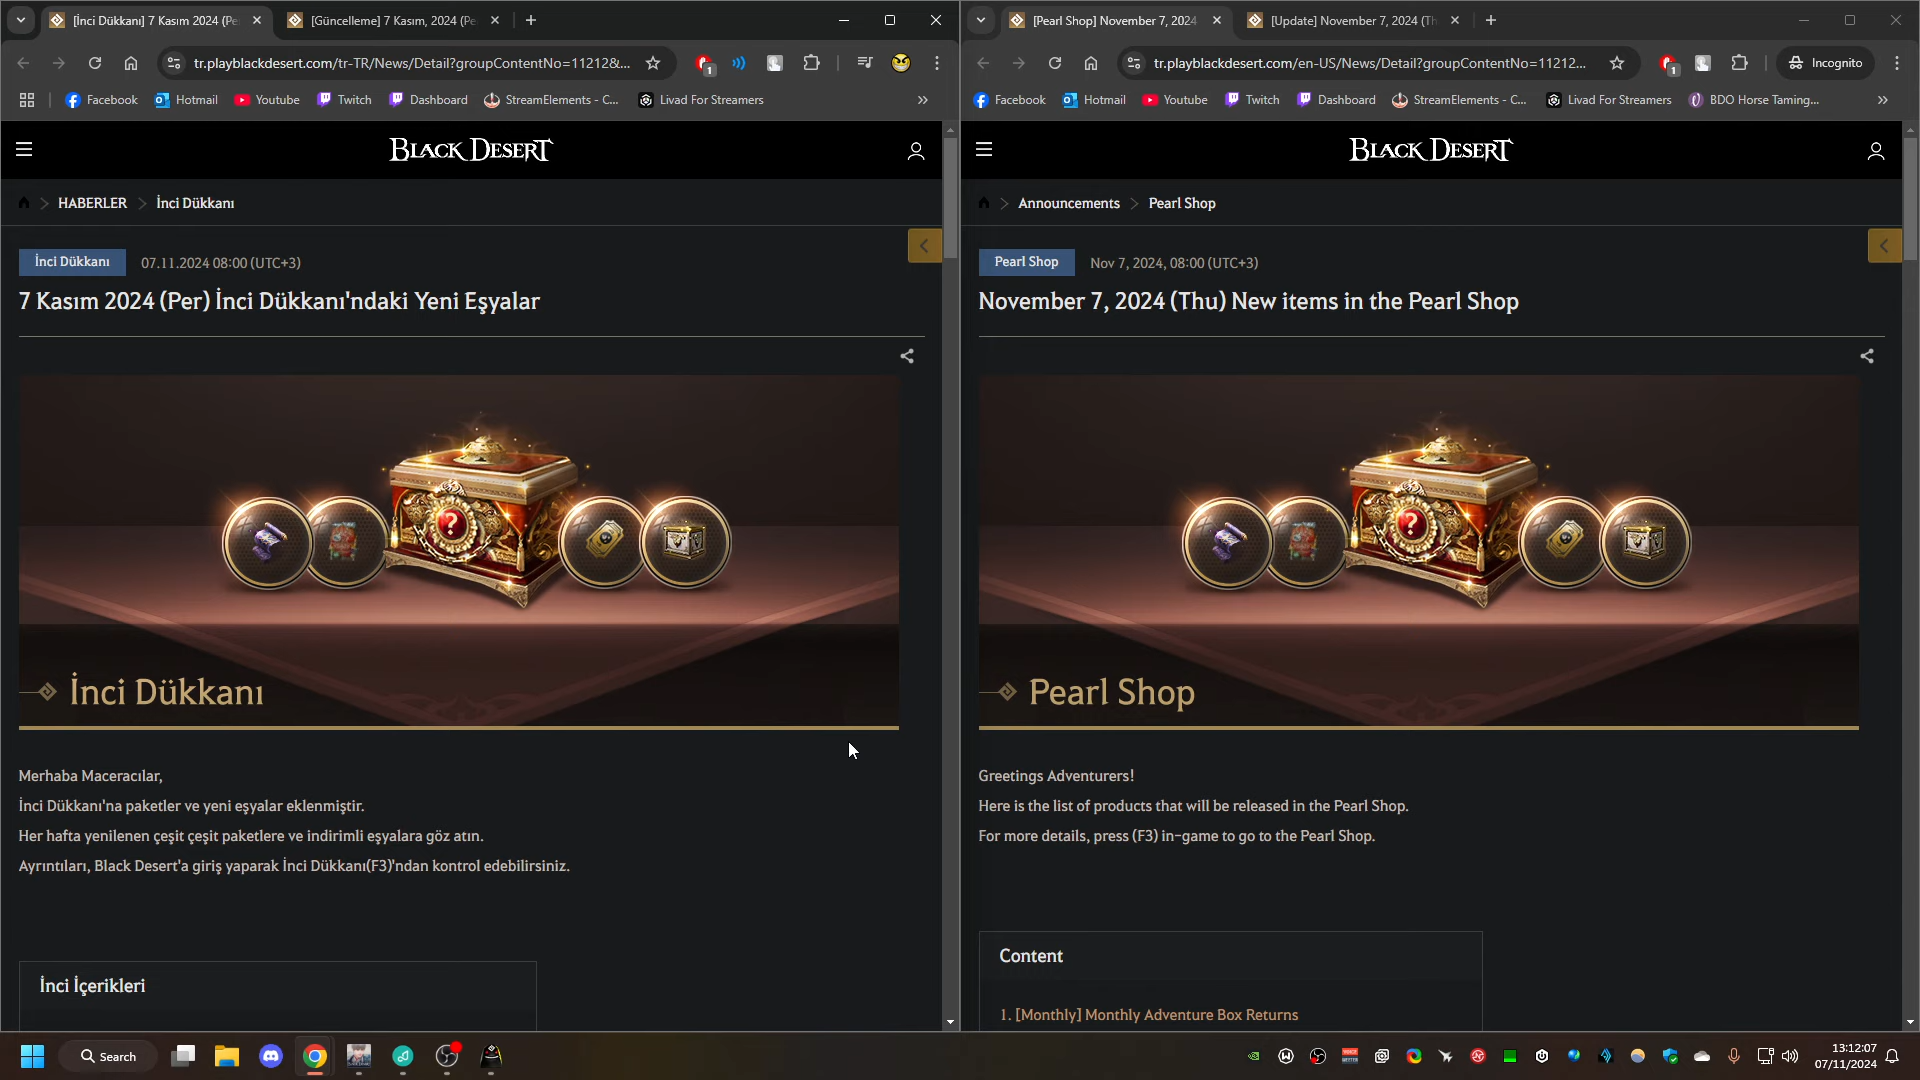 [İnci Dükkanı] 7 Kasım 2024 (Pe
[Güncelleme] 7 Kasım, 2024 (Pe
tr.playblackdesert.com/tr-TR/News/Detail?groupContentNo=11212&...
1
Facebook
Hotmail
Youtube
Twitch
Dashboard
StreamElements - C...
Livad For Streamers
BLACK DESERT
HABERLER
İnci Dükkanı
İnci Dükkanı
07.11.2024 08:00 (UTC+3)
7 Kasım 2024 (Per) İnci Dükkanı'ndaki Yeni Eşyalar
?
İnci Dükkanı
Merhaba Maceracılar,
İnci Dükkanı'na paketler ve yeni eşyalar eklenmiştir.
Her hafta yenilenen çeşit çeşit paketlere ve indirimli eşyalara göz atın.
Ayrıntıları, Black Desert'a giriş yaparak İnci Dükkanı(F3)'ndan kontrol edebilirsiniz.
İnci İçerikleri
[Pearl Shop] November 7, 2024
[Update] November 7, 2024 (Th
tr.playblackdesert.com/en-US/News/Detail?groupContentNo=11212...
1
Incognito
Facebook
Hotmail
Youtube
Twitch
Dashboard
StreamElements - C...
Livad For Streamers
BDO Horse Taming...
BLACK DESERT
Announcements
Pearl Shop
Pearl Shop
Nov 7, 2024, 08:00 (UTC+3)
November 7, 2024 (Thu) New items in the Pearl Shop
?
Pearl Shop
Greetings Adventurers!
Here is the list of products that will be released in the Pearl Shop.
For more details, press (F3) in-game to go to the Pearl Shop.
Content
1. [Monthly] Monthly Adventure Box Returns
Search
13:12:07
07/11/2024